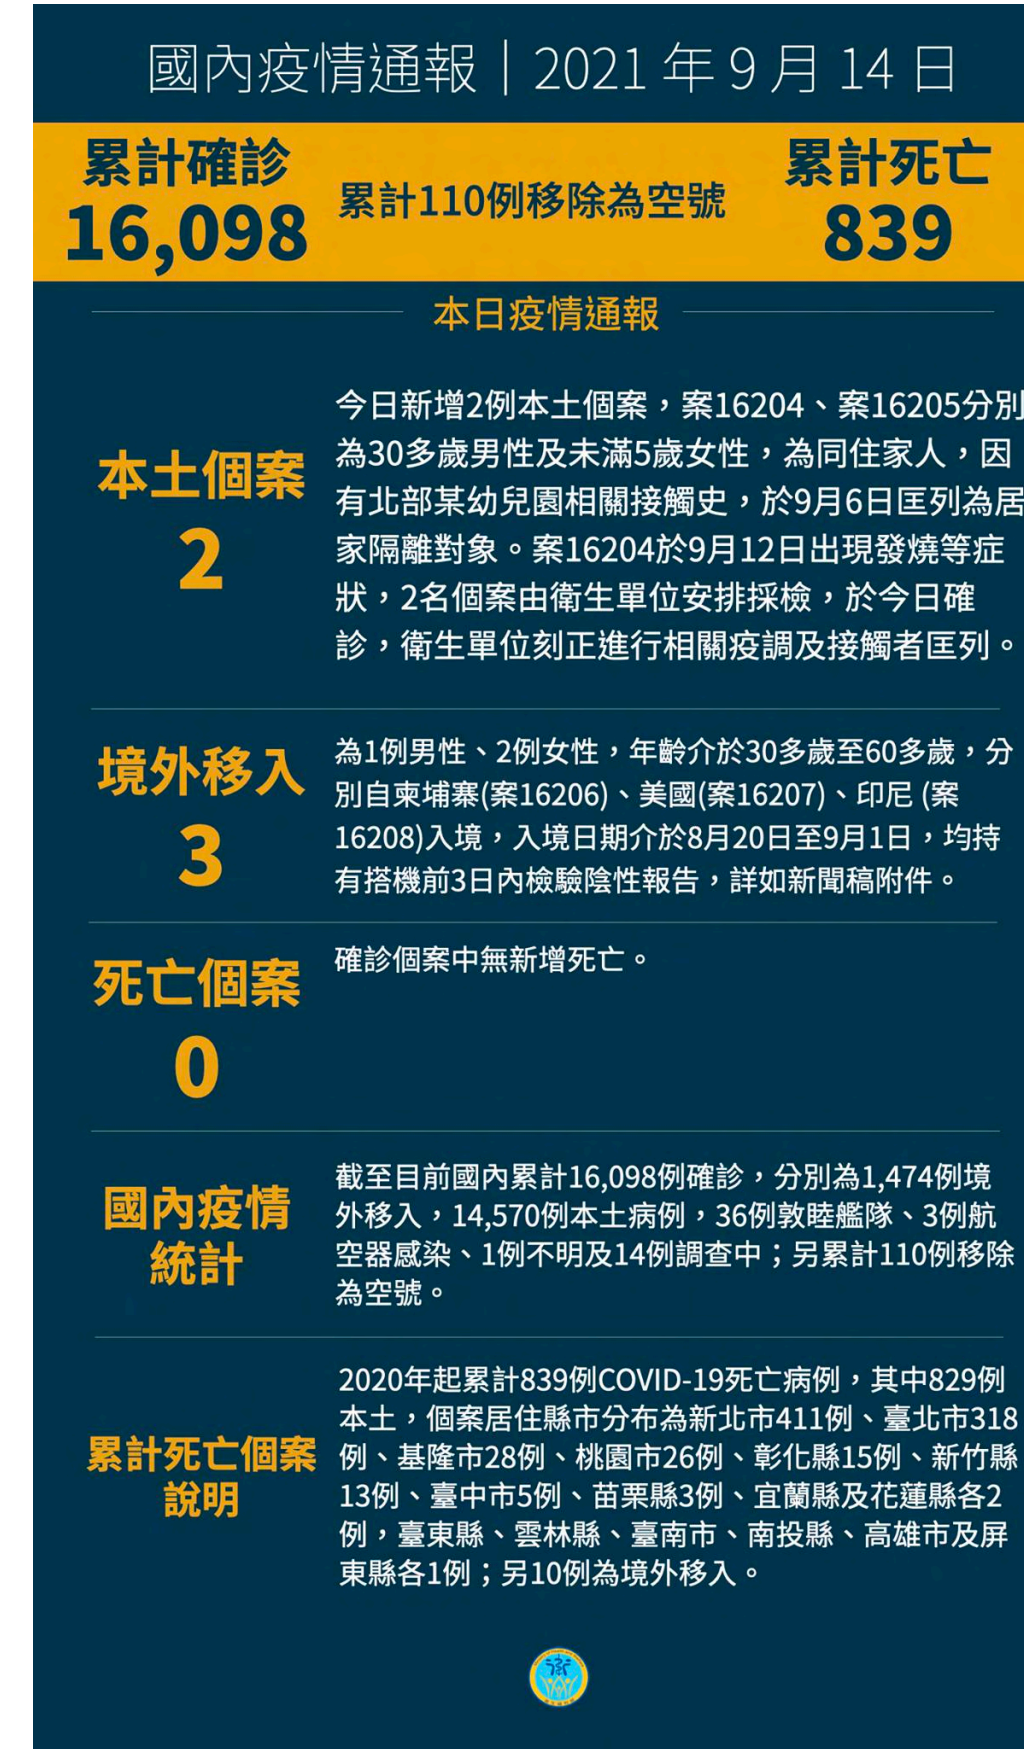 國內疫情通報｜2021年9月14日
累計確診
16,098
累計110例移除為空號
累計死亡
839
本日疫情通報
本土個案
2
今日新增2例本土個案，案16204、案16205分別
為30多歲男性及未滿5歲女性，為同住家人，因
有北部某幼兒園相關接觸史，於9月6日匡列為居
家隔離對象。案16204於9月12日出現發燒等症
狀，2名個案由衛生單位安排採檢，於今日確
診，衛生單位刻正進行相關疫調及接觸者匡列。
境外移入
3
為1例男性、2例女性，年齡介於30多歲至60多歲，分
別自柬埔寨(案16206)、美國(案16207)、印尼 (案
16208)入境，入境日期介於8月20日至9月1日，均持
有搭機前3日內檢驗陰性報告，詳如新聞稿附件。
死亡個案
0
確診個案中無新增死亡。
國內疫情
統計
截至目前國內累計16,098例確診，分別為1,474例境
外移入，14,570例本土病例，36例敦睦艦隊、3例航
空器感染、1例不明及14例調查中；另累計110例移除
為空號。
累計死亡個案
說明
2020年起累計839例COVID-19死亡病例，其中829例
本土，個案居住縣市分布為新北市411例、臺北市318
例、基隆市28例、桃園市26例、彰化縣15例、新竹縣
13例、臺中市5例、苗栗縣3例、宜蘭縣及花蓮縣各2
例，臺東縣、雲林縣、臺南市、南投縣、高雄市及屏
東縣各1例；另10例為境外移入。